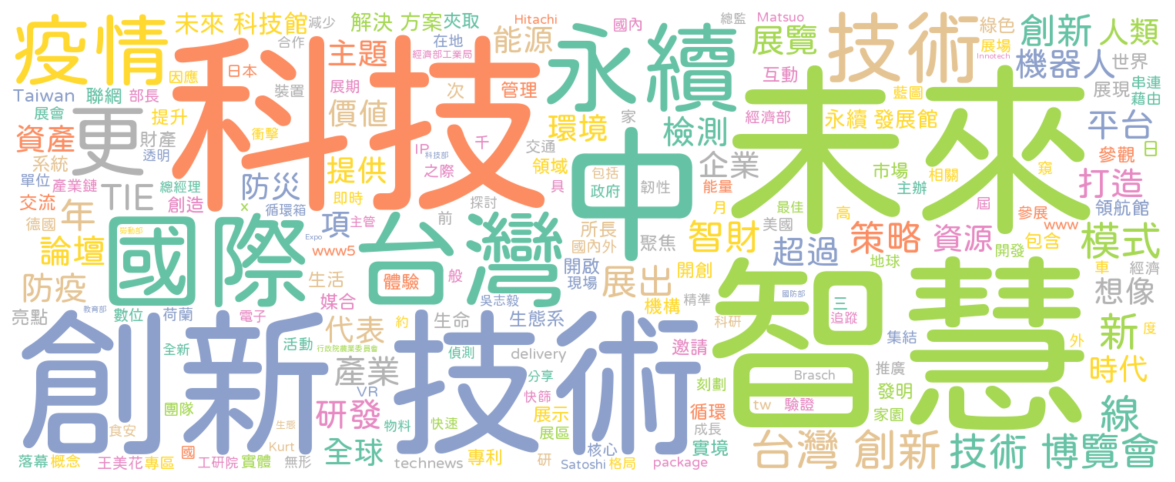 疫情
未來 科技館
減少
解決 方案
夾取
Hitachi
國內
總監
Matsuo
綠色
創新
人類
合作
在地
經濟部工業局
能源
永續
展覽
技術
展場
Innotech
機器人
世界
因應
日本
主題
科技
Taiwan
聯網
部長
裝置
展期
價值
次
管理
互動
藍圖
展現
串連
藉由
展會
提升
更
衝擊
千
IP
科技部
環境
家
檢測
經濟部
永續 發展館
平台
日
資產
財產
透明
系統
提供
交通
之際
領域
包括
政府
韌性
企業
能量
未來
市場
相關
主辦
參觀
單位
產業鏈
總經理
TIE
防災
即時
探討
具
中
打造
交流
創造
循環箱
項
主管
前
月
最佳
高
屆
窺
參展
www
領航館
德國
年
勞動部
x
Expo
www5
國際
台灣
所長
國內外
聚焦
智財
美國
超過
策略
資源
開發
包含
模式
論壇
生活
體驗
般
開啟
現場
展出
開創
地球
車
經濟
防疫
媒合
吳志毅
機構
精準
國防部
三
追蹤
想像
亮點
教育部
數位
荷蘭
電子
代表
約
生命
生態系
科研
智慧
集結
外
新
度
全新
活動
行政院農業委員會
偵測
delivery
邀請
推廣
時代
創新 技術
產業
分享
刻劃
Brasch
發明
團隊
VR
研發
物料
快速
快篩
展示
展區
循環
成長
tw
驗證
家園
線
食安
生態
國
Kurt
全球
核心
實境
台灣 創新
技術 博覽會
落幕
概念
王美花
專區
工研院
實體
無形
technews
專利
研
Satoshi
格局
package